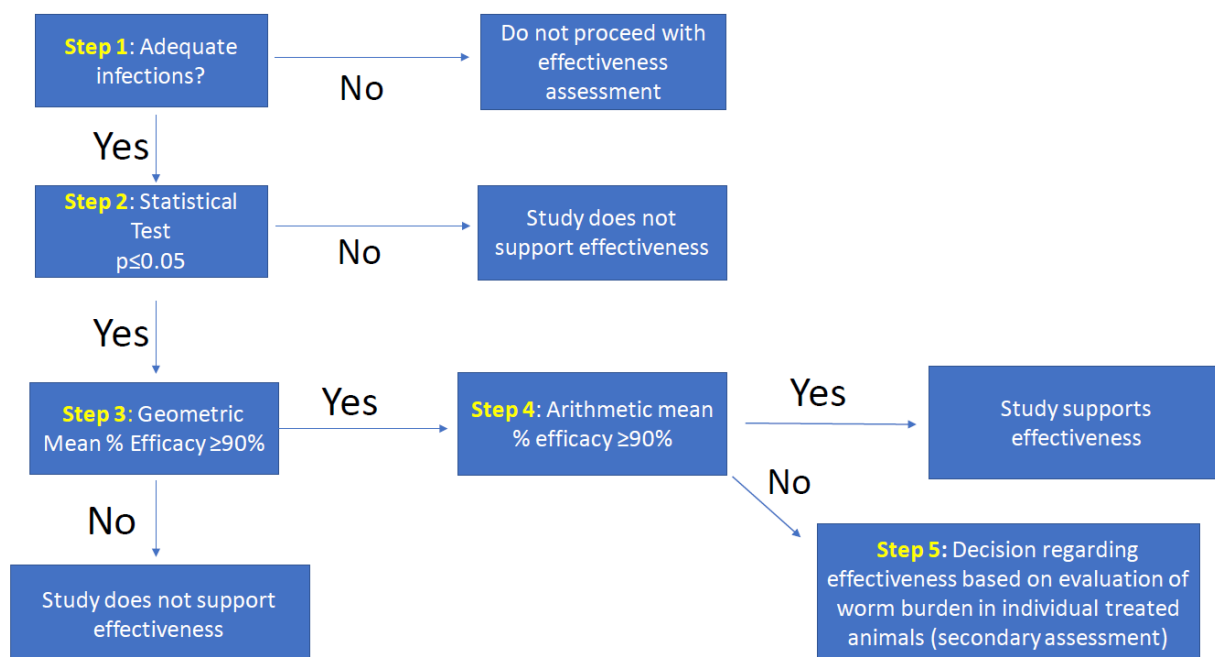 Step 1: Adequate
infections?
No
Do not proceed with
effectiveness
assessment
Yes
Step 2: Statistical
Test
p≤0.05
No
Study does not
support effectiveness
Yes
Step 3: Geometric
Mean % Efficacy ≥90%
Yes
Step 4: Arithmetic mean
% efficacy ≥90%
Yes
Study supports
effectiveness
No
No
Study does not support
effectiveness
Step 5: Decision regarding
effectiveness based on evaluation of
worm burden in individual treated
animals (secondary assessment)